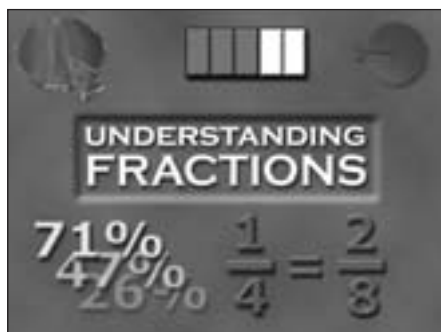 UNDERSTANDING
FRACTIONS
71%
47%
26%
1/4 = 2/8